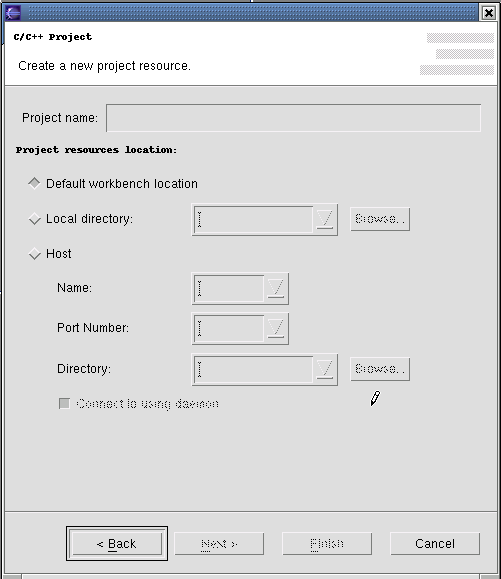 C/C++ Project
Create a new project resource.
Project name:
Project resources location:
Default workbench location
Local directory:
Browse...
Host
Name:
Port Number:
Directory:
Browse...
Connect to using daemon
< Back
Next >
Finish
Cancel